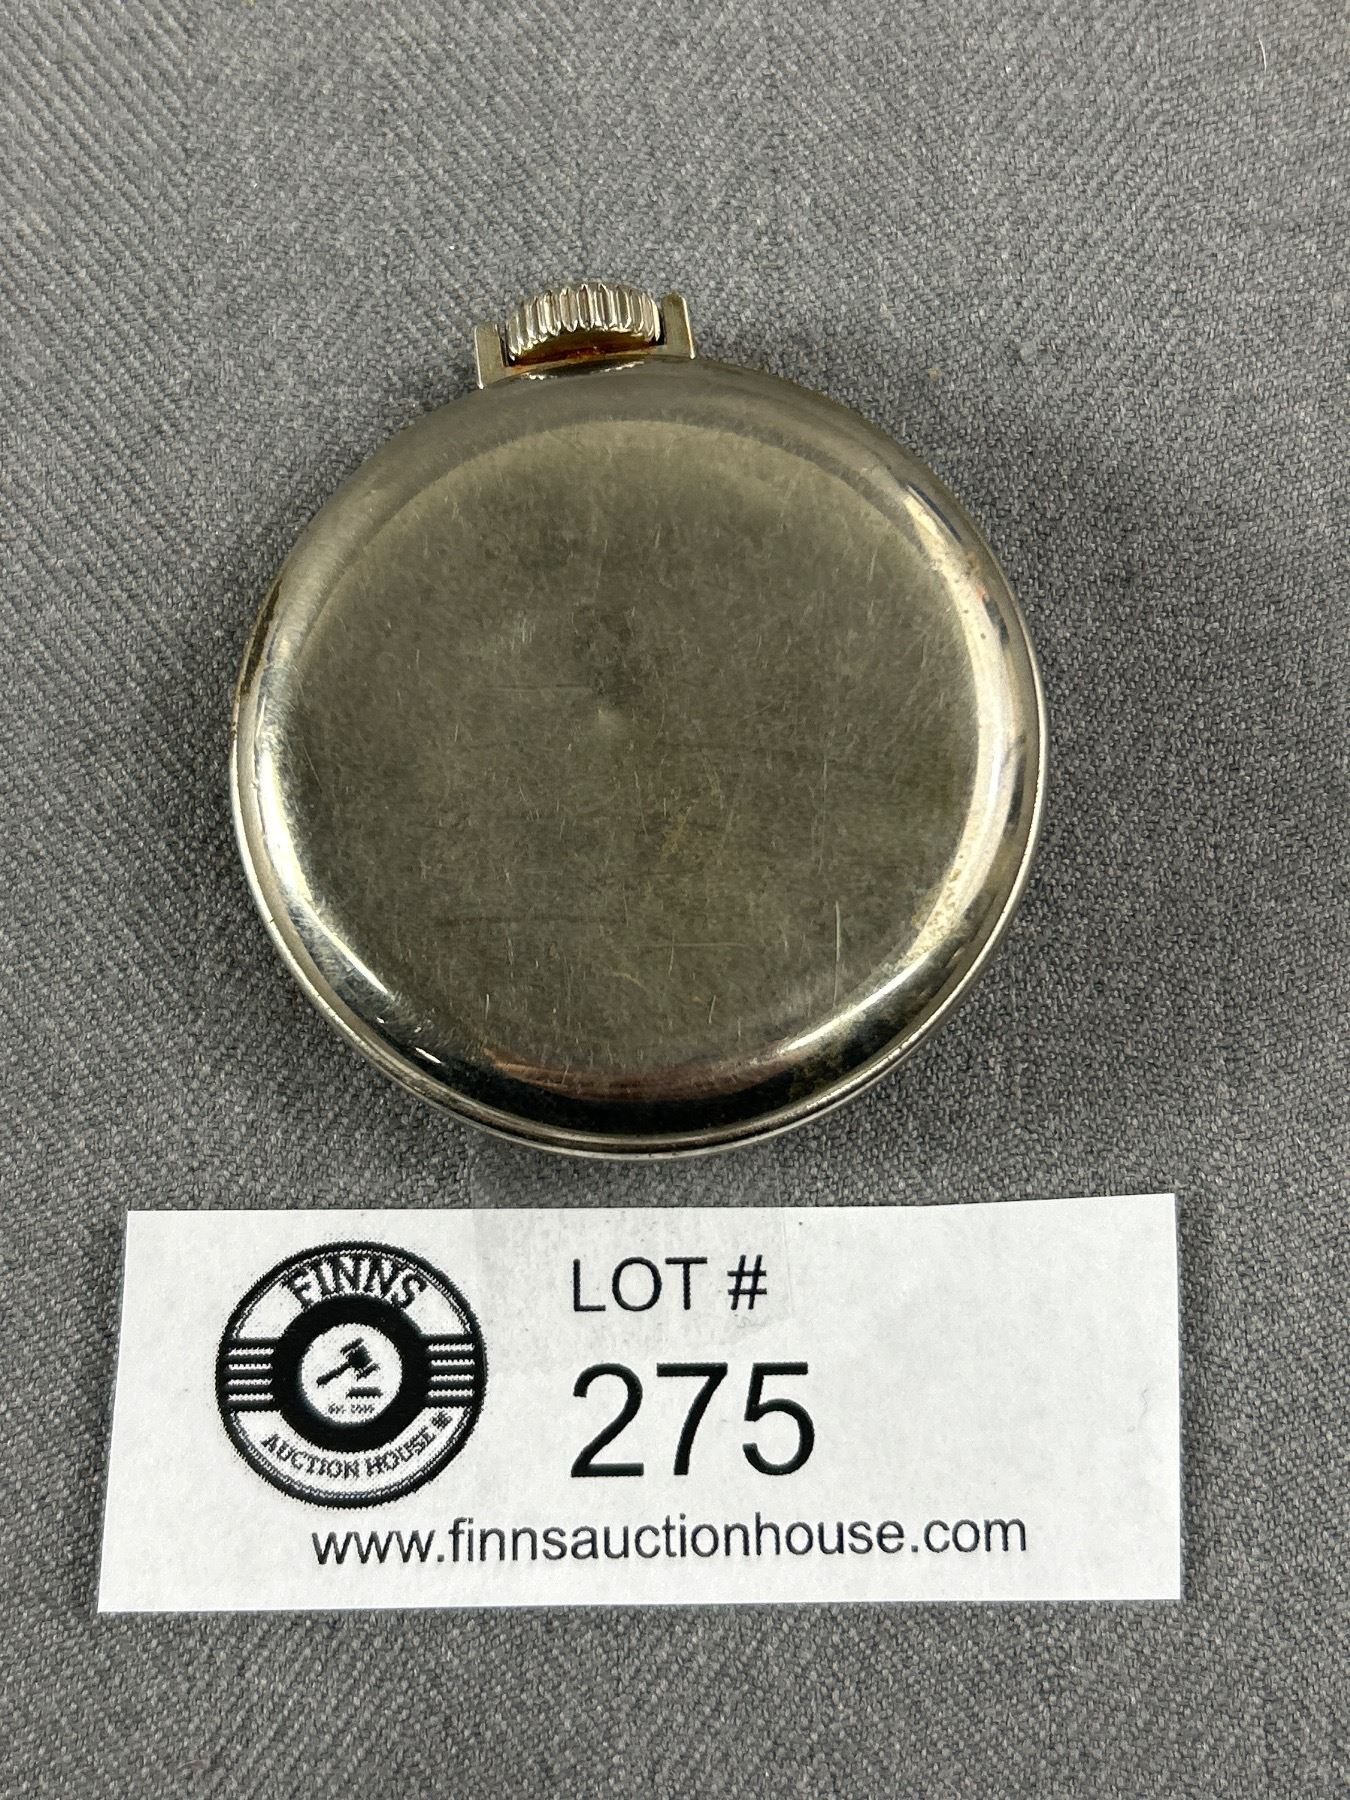 FINNS
AUCTION HOUSE
LOT #
275
www.finnsauctionhouse.com